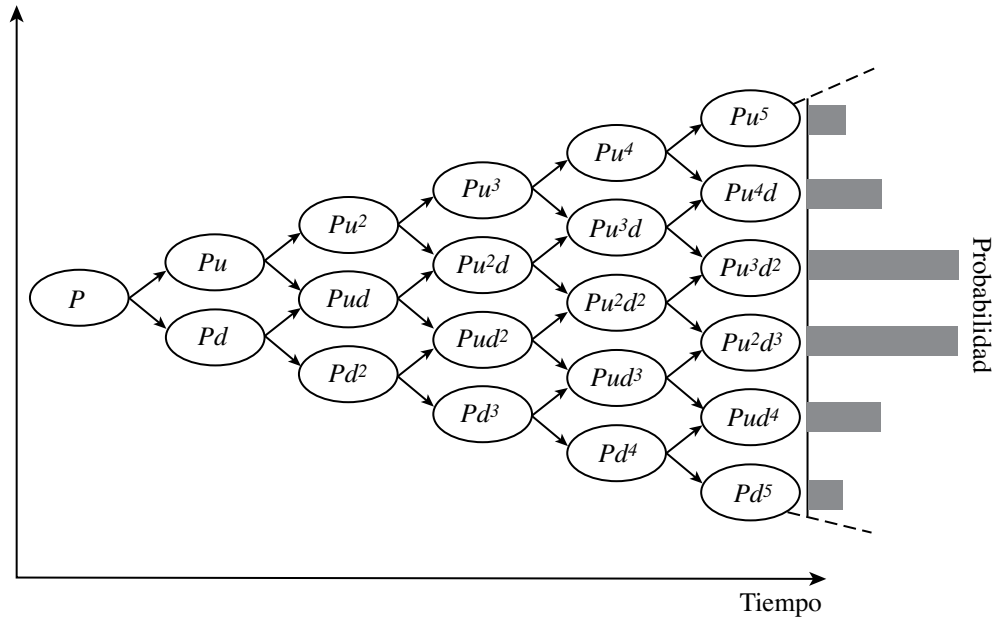 Pu⁵
Pu⁴
Pu⁴d
Pu³
Pu³d
Pu²
Pu³d²
Pu
Pu²d
P
Pud
Pu²d²
Pd
Pud²
Pu²d³
Pd²
Pud³
Pd³
Pud⁴
Pd⁴
Pd⁵
Probabilidad
Tiempo